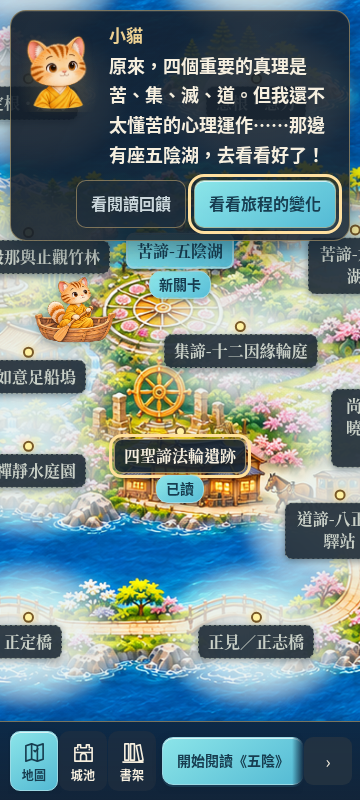 小貓
原來，四個重要的真理是
苦、集、滅、道。但我還不
太懂苦的心理運作⋯⋯那邊
有座五陰湖，去看看好了！
看閱讀回饋
看看旅程的變化
那與止觀竹林
苦諦-五陰湖
苦諦-
湖
新關卡
集諦-十二因緣輪庭
如意足船塢
尚
曉
四聖諦法輪遺跡
禪靜水庭園
已讀
道諦-八正
驛站
正定橋
正見／正志橋
地圖
城池
書架
開始閱讀《五陰》
›